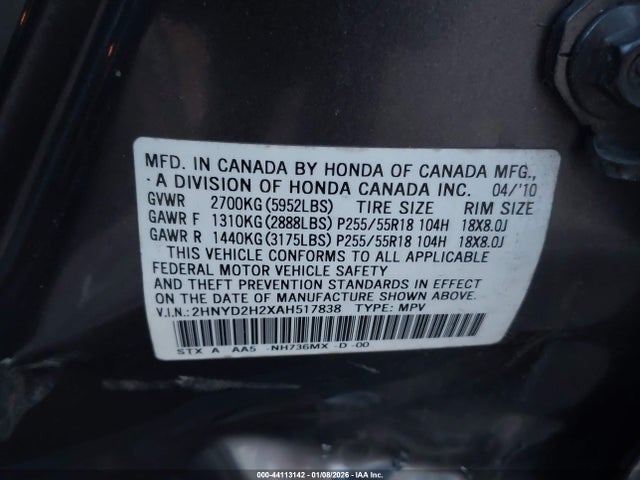 MFD. IN CANADA BY HONDA OF CANADA MFG.,
A DIVISION OF HONDA CANADA INC. 04/'10
GVWR 2700KG(5952LBS) TIRE SIZE RIM SIZE
GAWR F 1310KG(2888LBS) P255/55R18 104H 18X8.0J
GAWR R 1440KG(3175LBS) P255/55R18 104H 18X8.0J
THIS VEHICLE CONFORMS TO ALL APPLICABLE
FEDERAL MOTOR VEHICLE SAFETY
AND THEFT PREVENTION STANDARDS IN EFFECT
ON THE DATE OF MANUFACTURE SHOWN ABOVE.
V.I.N.: 2HNYD2H2XAH517838 TYPE: MPV
STX A AA5 -NH736MX -D -00
000-44113142 - 01/08/2026 - IAA Inc.